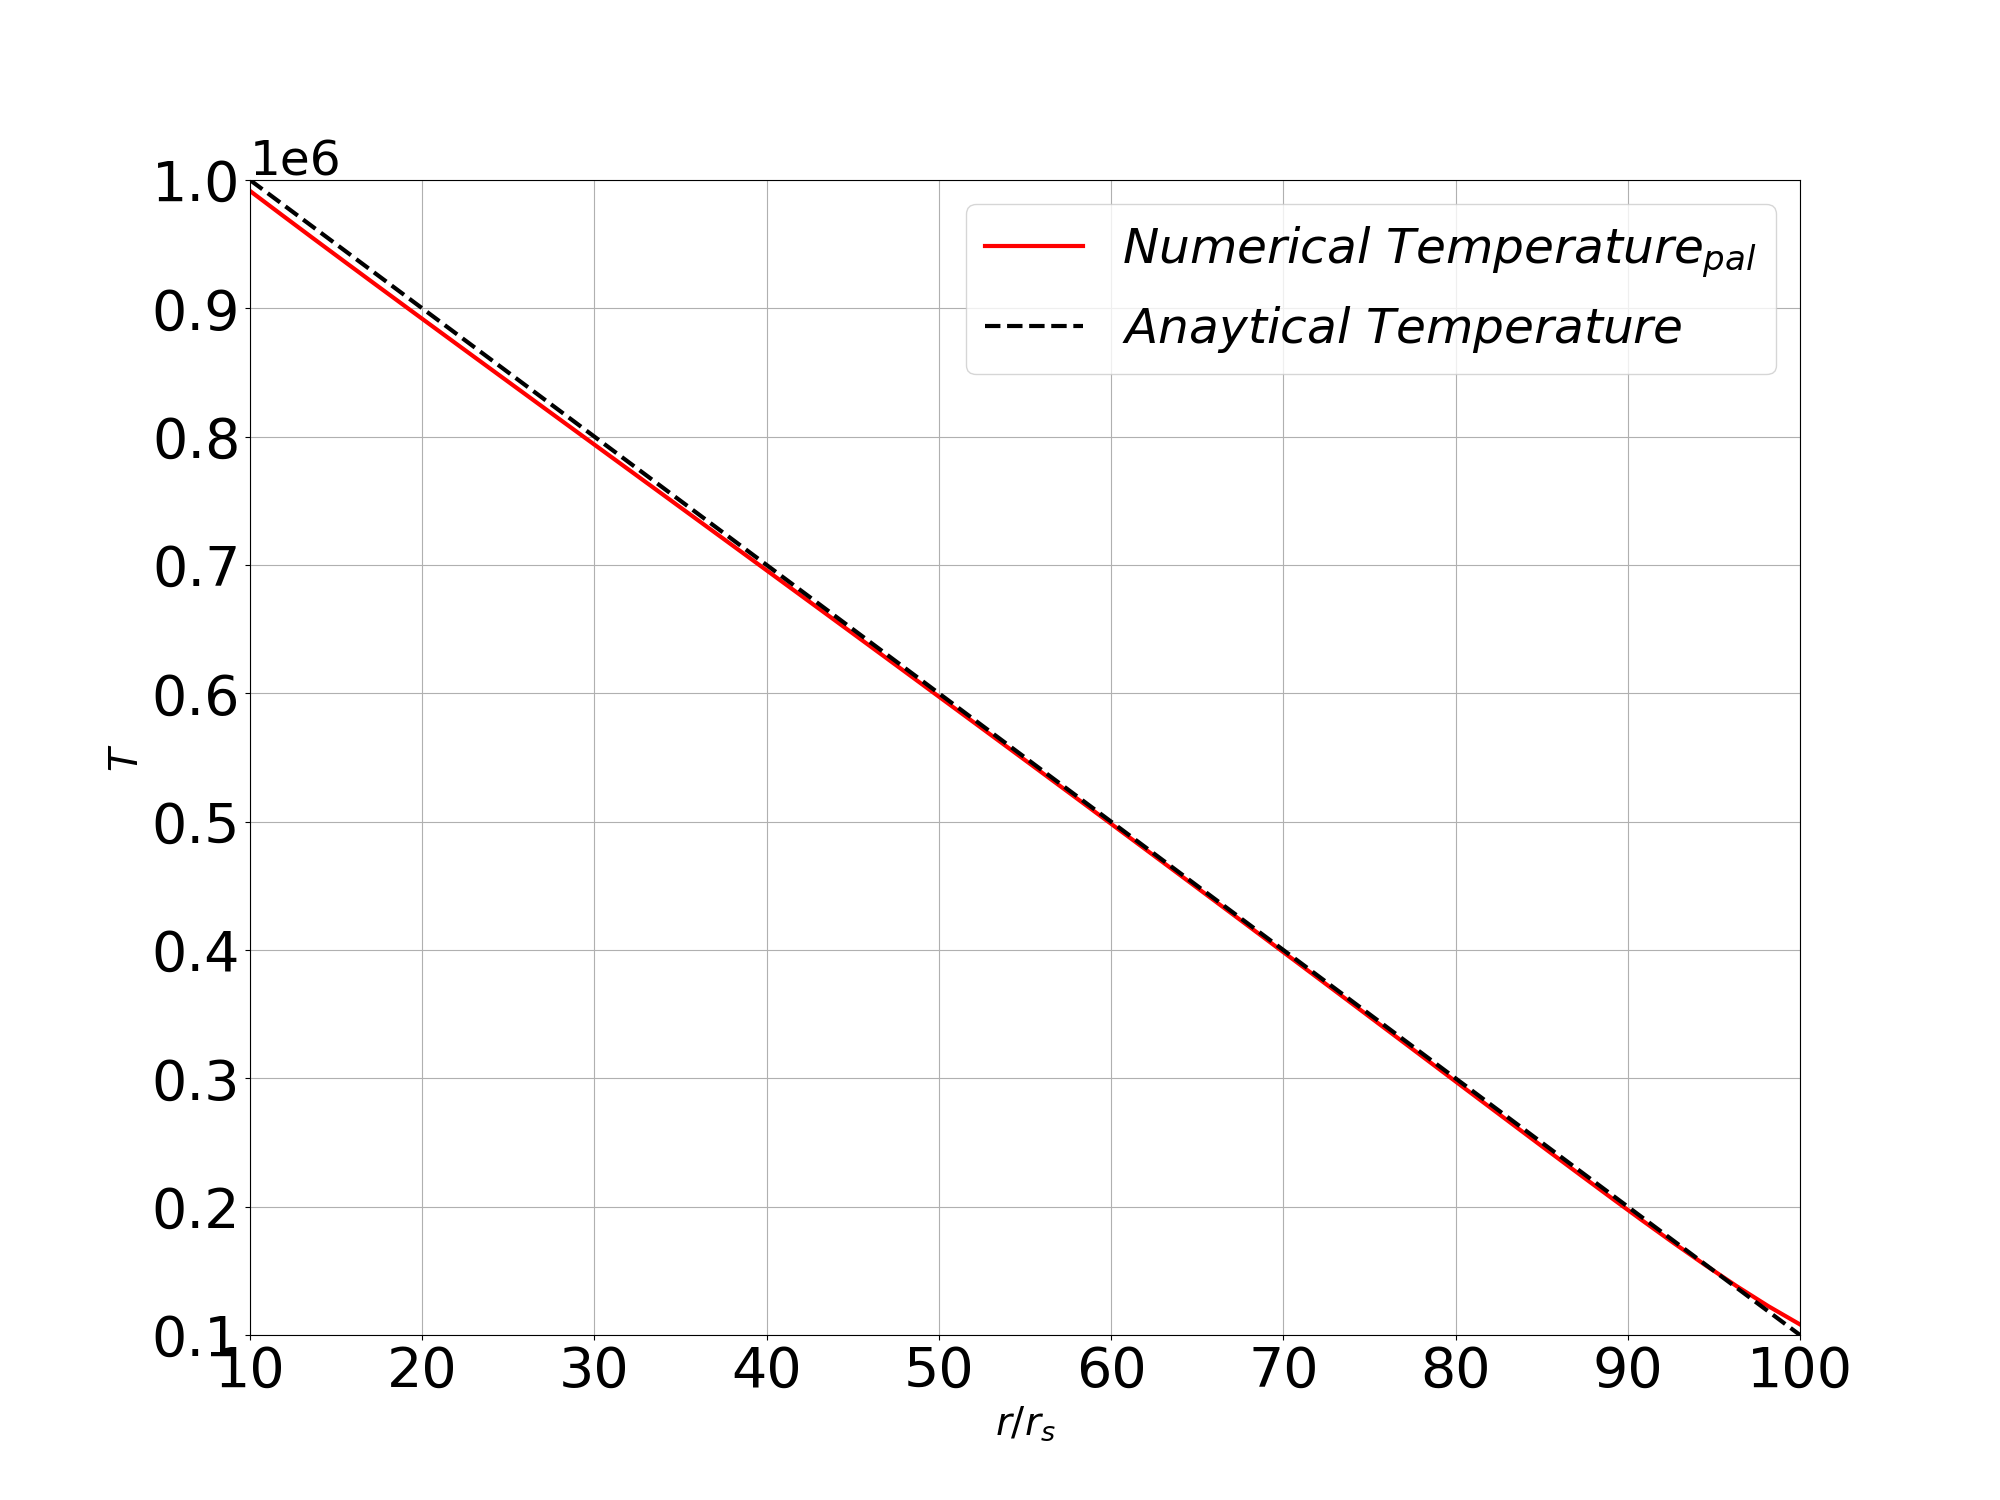 1e6
1.0
0.9
0.8
0.7
0.6
0.5
0.4
0.3
0.2
0.1
T
Numerical Temperature_pal
Anaytical Temperature
10 20 30 40 50 60 70 80 90 100
r/r_s